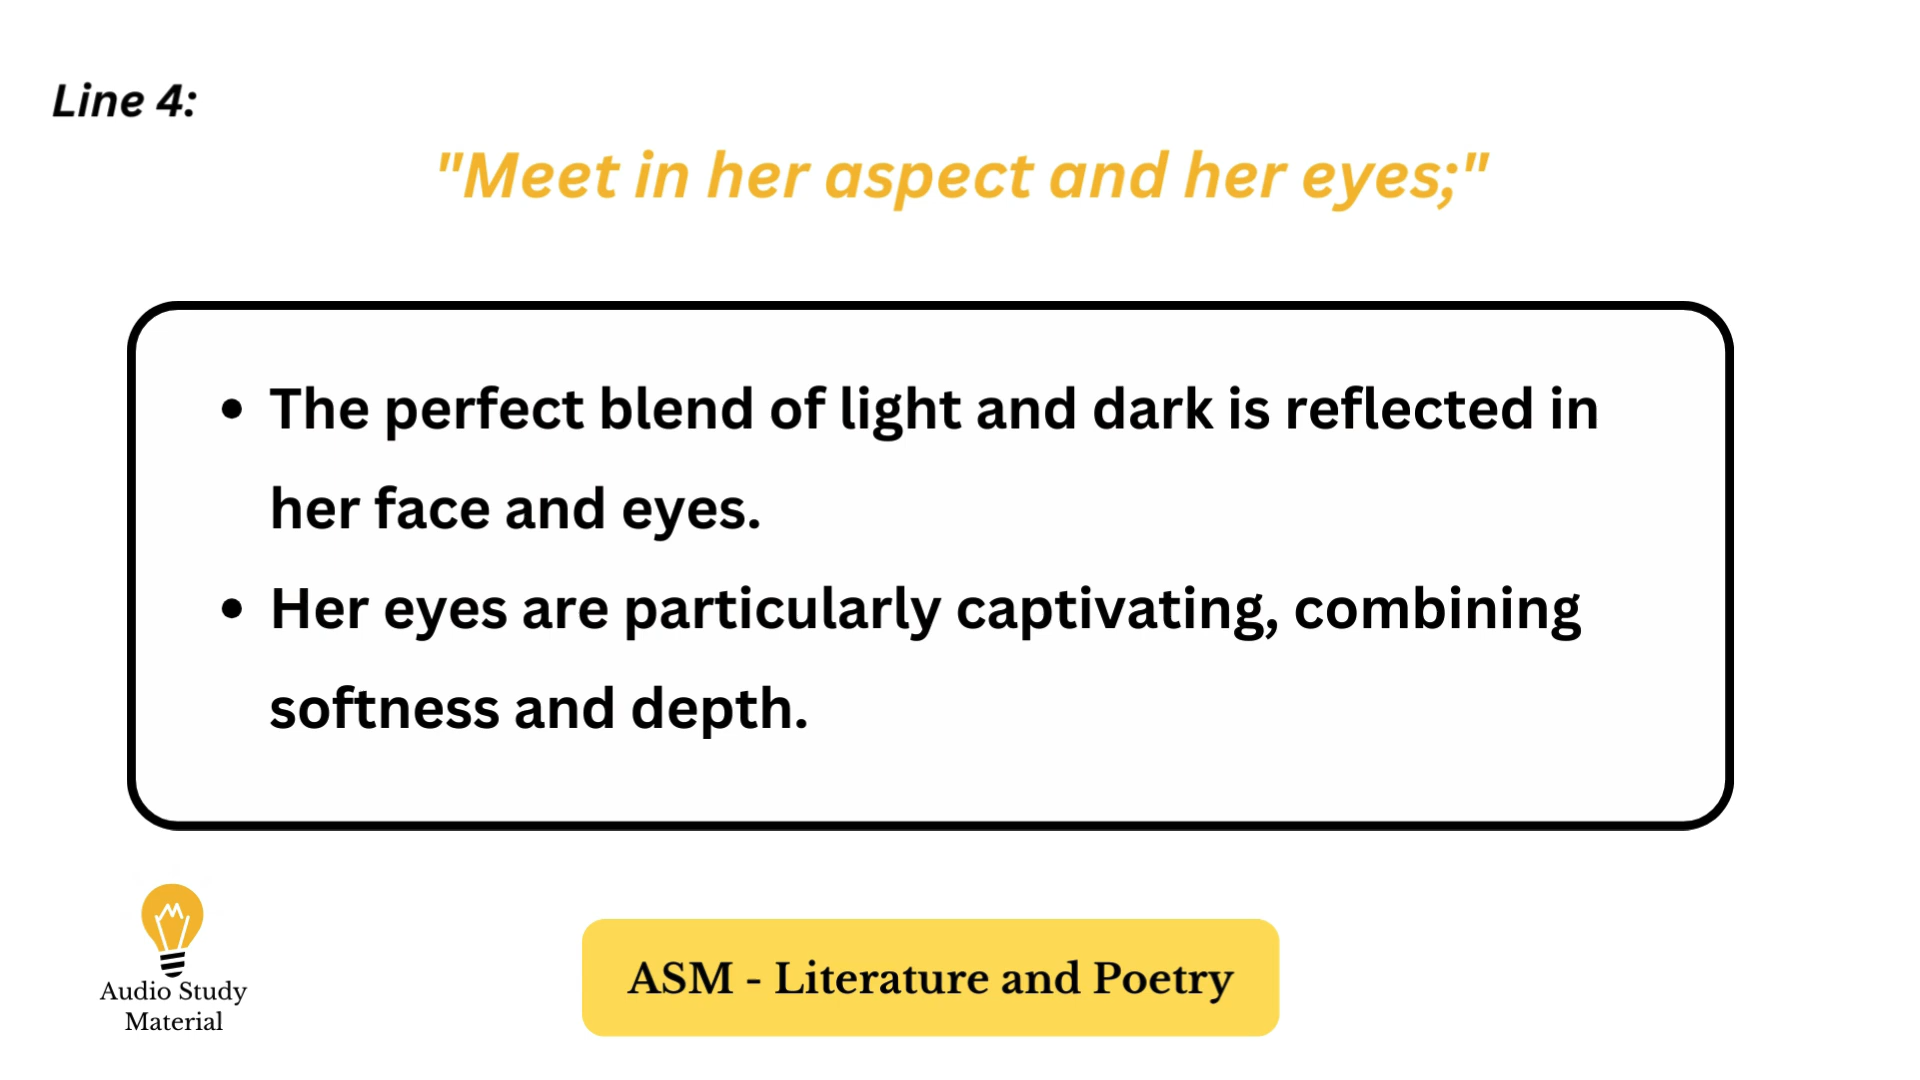 Line 4:
"Meet in her aspect and her eyes;"
• The perfect blend of light and dark is reflected in
her face and eyes.
• Her eyes are particularly captivating, combining
softness and depth.
Audio Study
Material
ASM - Literature and Poetry